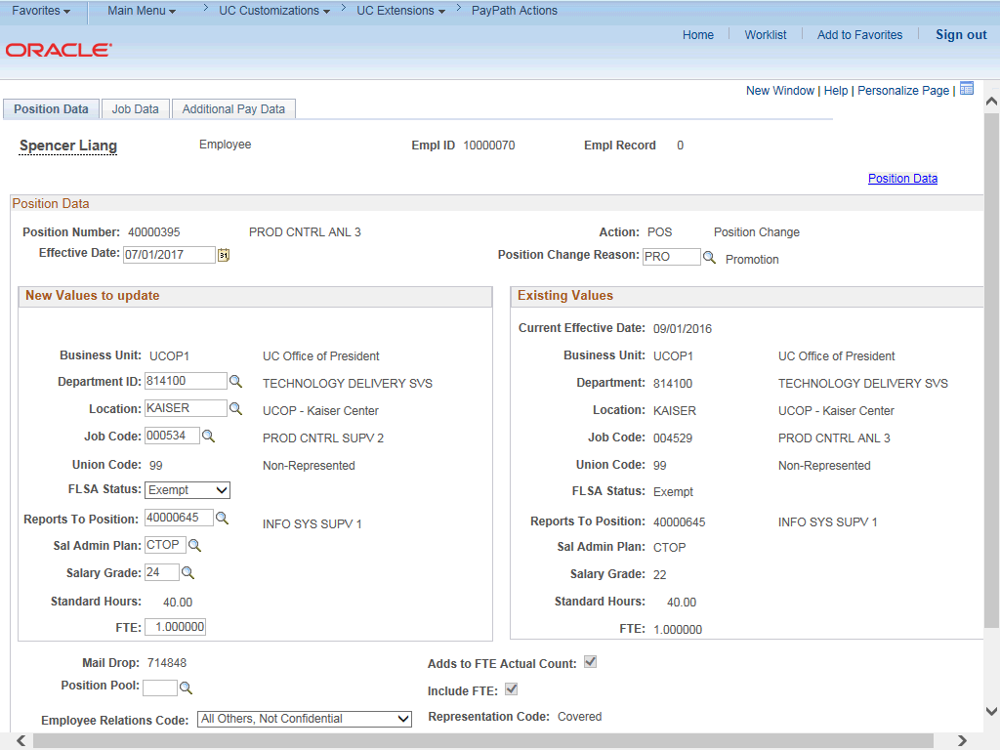 Favorites Main Menu > UC Customizations > UC Extensions > PayPath Actions
Home Worklist Add to Favorites Sign out
ORACLE
New Window | Help | Personalize Page |
Position Data Job Data Additional Pay Data
Spencer Liang Employee Empl ID 10000070 Empl Record 0
Position Data
Position Data
Position Number: 40000395 PROD CNTRL ANL 3 Action: POS Position Change
Effective Date: 07/01/2017 31 Position Change Reason: PRO Promotion
New Values to update
Business Unit: UCOP1 UC Office of President
Department ID: 814100 TECHNOLOGY DELIVERY SVS
Location: KAISER UCOP - Kaiser Center
Job Code: 000534 PROD CNTRL SUPV 2
Union Code: 99 Non-Represented
FLSA Status: Exempt
Reports To Position: 40000645 INFO SYS SUPV 1
Sal Admin Plan: CTOP
Salary Grade: 24
Standard Hours: 40.00
FTE: 1.000000
Existing Values
Current Effective Date: 09/01/2016
Business Unit: UCOP1 UC Office of President
Department: 814100 TECHNOLOGY DELIVERY SVS
Location: KAISER UCOP - Kaiser Center
Job Code: 004529 PROD CNTRL ANL 3
Union Code: 99 Non-Represented
FLSA Status: Exempt
Reports To Position: 40000645 INFO SYS SUPV 1
Sal Admin Plan: CTOP
Salary Grade: 22
Standard Hours: 40.00
FTE: 1.000000
Mail Drop: 714848 Adds to FTE Actual Count:
Position Pool: Include FTE:
Employee Relations Code: All Others, Not Confidential Representation Code: Covered